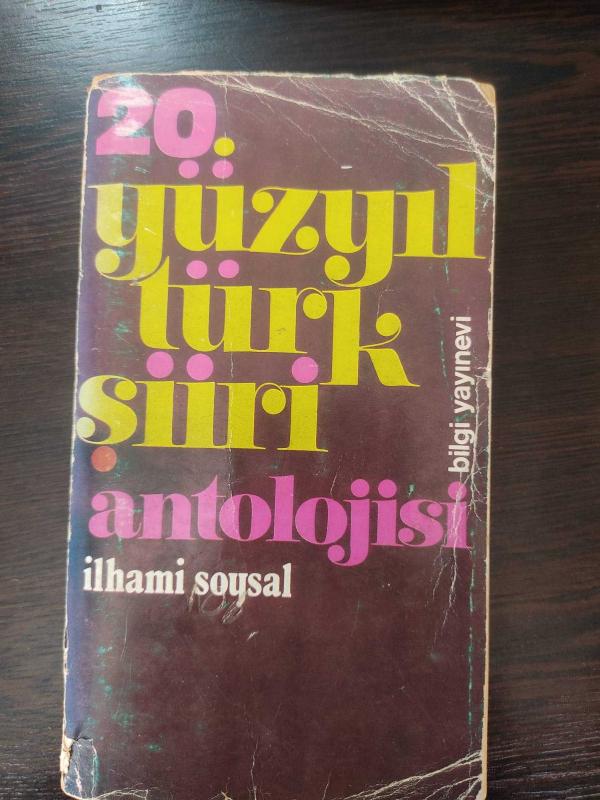 20.
yüzyıl
türk
şiiri
antolojisi
ilhami soysal
bilgi yayınevi